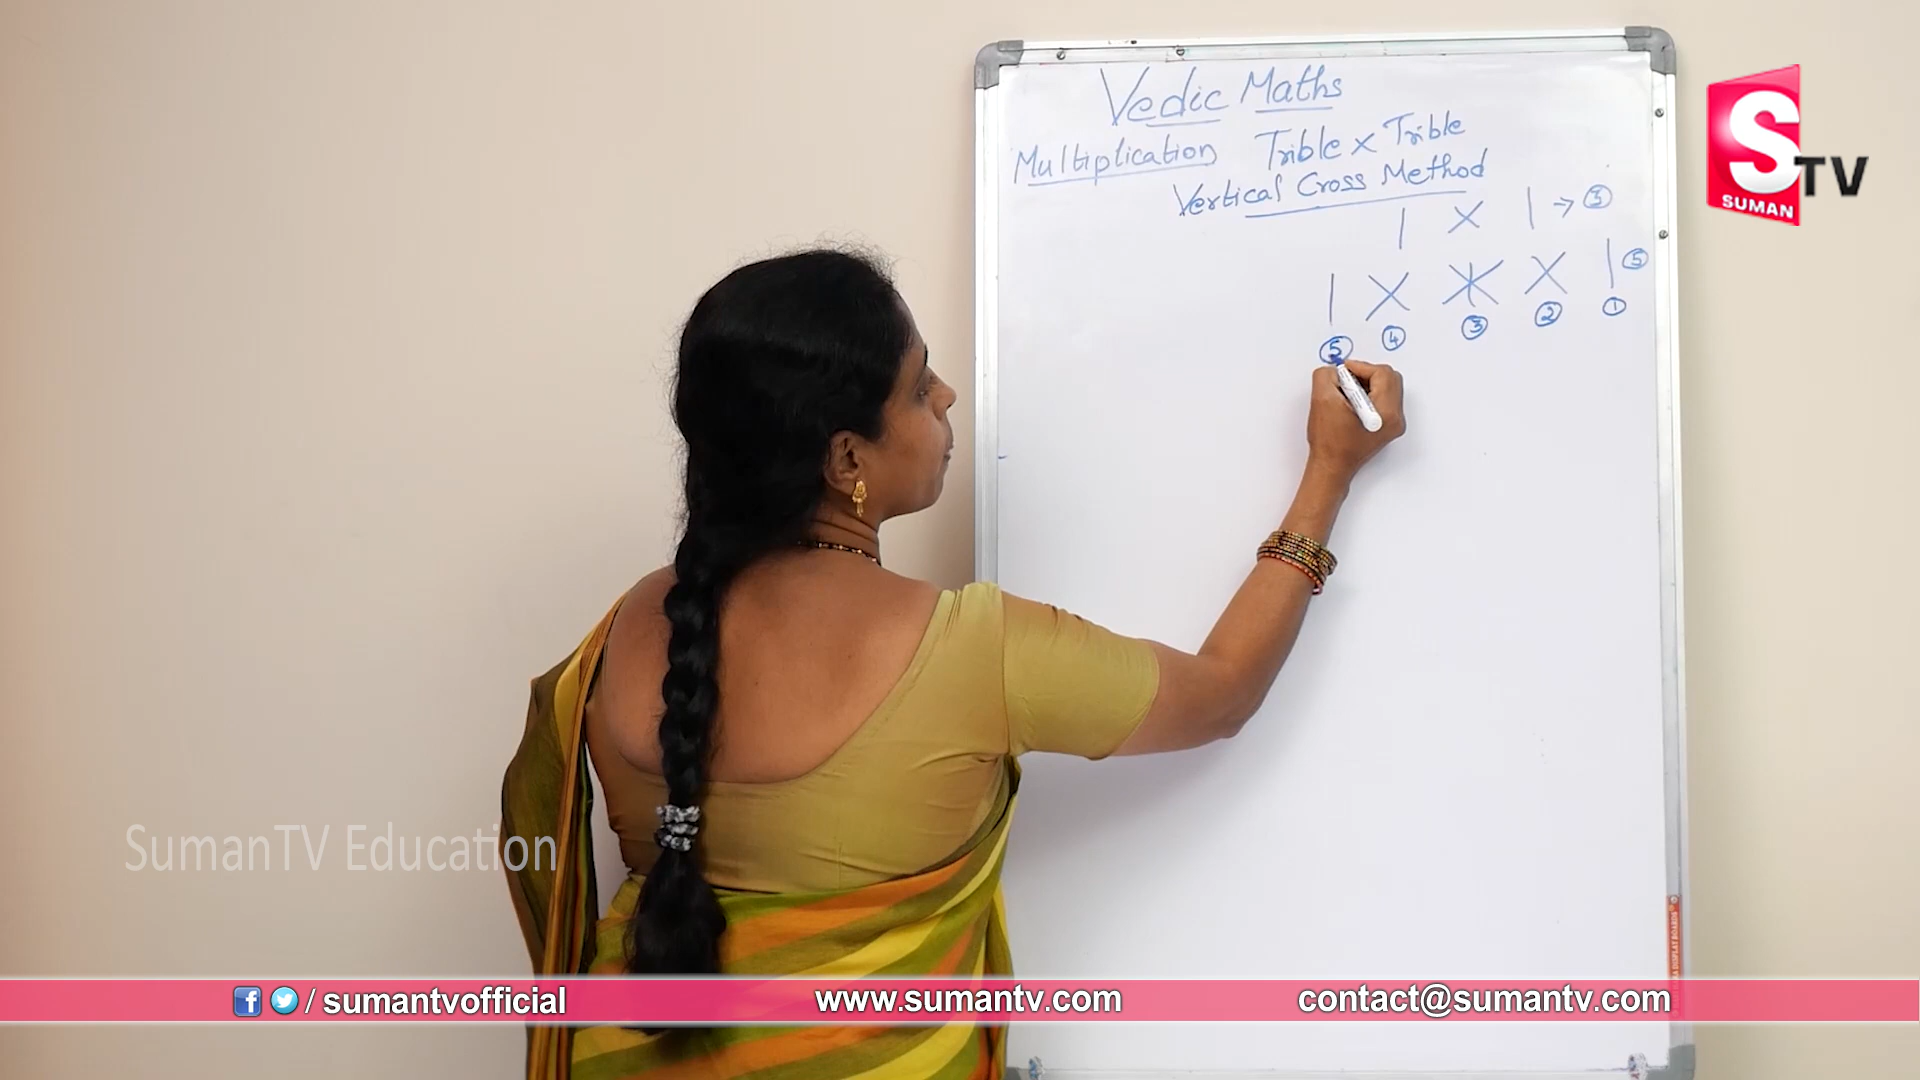 Vedic Maths
Multiplication Trible x Trible
Vertical Cross Method
| X | → ③
| X Ж X | ⑤
⑤ ④ ③ ② ①
S TV
SUMAN
SumanTV Education
/ sumantvofficial
www.sumantv.com
contact@sumantv.com